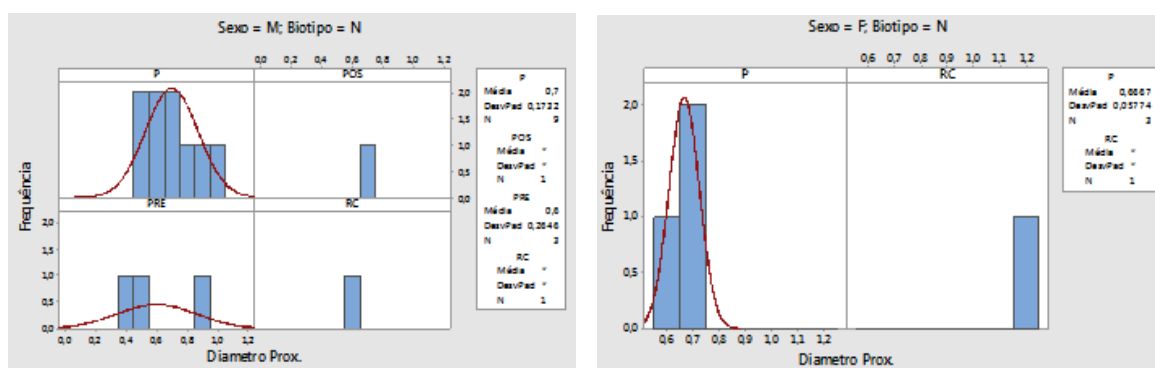 Sexo = M; Biotipo = N
0,0 0,2 0,4 0,6 0,8 1,0 1,2
P POS
2,0
1,5
1,0
0,5
0,0
PRE RC
2,0
1,5
1,0
0,5
0,0
Frequência
0,0 0,2 0,4 0,6 0,8 1,0 1,2
Diametro Prox.
P
Média 0,7
DesvPad 0,1732
N 9
POS
Média *
DesvPad *
N 1
PRE
Média 0,6
DesvPad 0,2646
N 3
RC
Média *
DesvPad *
N 1
Sexo = F; Biotipo = N
0,6 0,7 0,8 0,9 1,0 1,1 1,2
P RC
2,0
1,5
1,0
0,5
0,0
Frequência
0,6 0,7 0,8 0,9 1,0 1,1 1,2
Diametro Prox.
P
Média 0,6667
DesvPad 0,05774
N 3
RC
Média *
DesvPad *
N 1